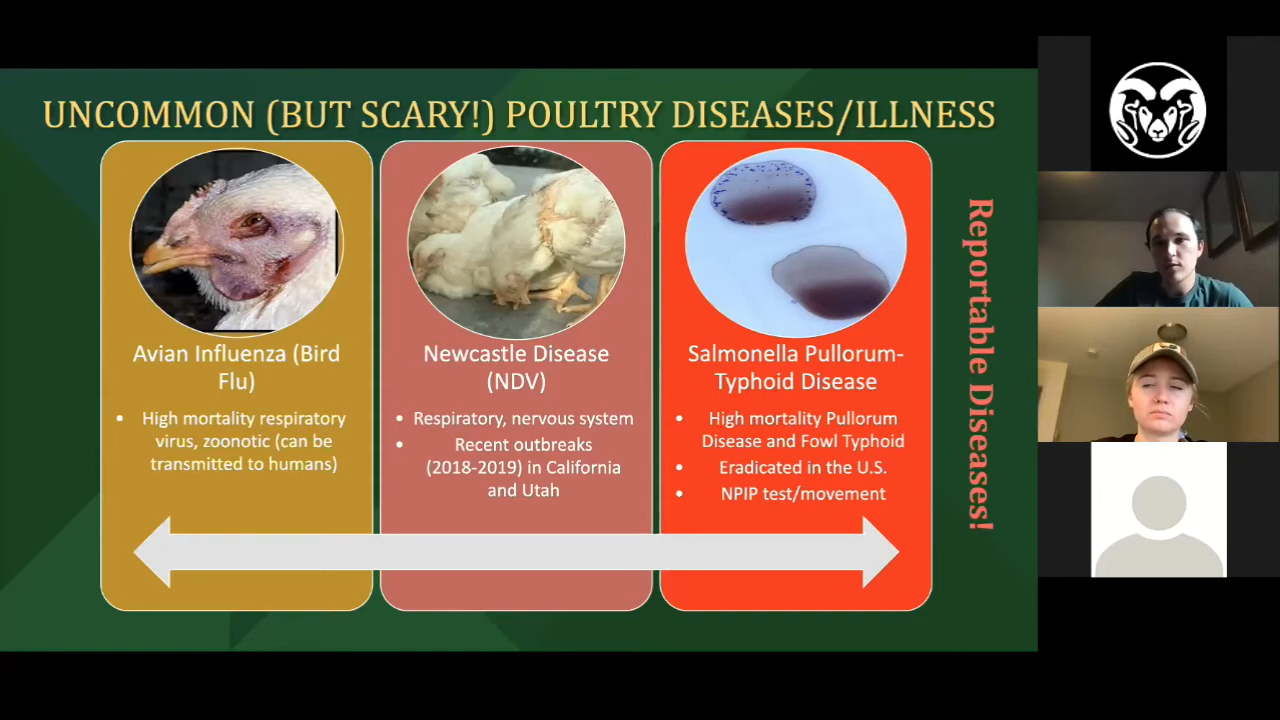 UNCOMMON (BUT SCARY!) POULTRY DISEASES/ILLNESS
Avian Influenza (Bird
Flu)
• High mortality respiratory
virus, zoonotic (can be
transmitted to humans)
Newcastle Disease
(NDV)
• Respiratory, nervous system
• Recent outbreaks
(2018-2019) in California
and Utah
Salmonella Pullorum-
Typhoid Disease
• High mortality Pullorum
Disease and Fowl Typhoid
• Eradicated in the U.S.
• NPIP test/movement
Reportable Diseases!